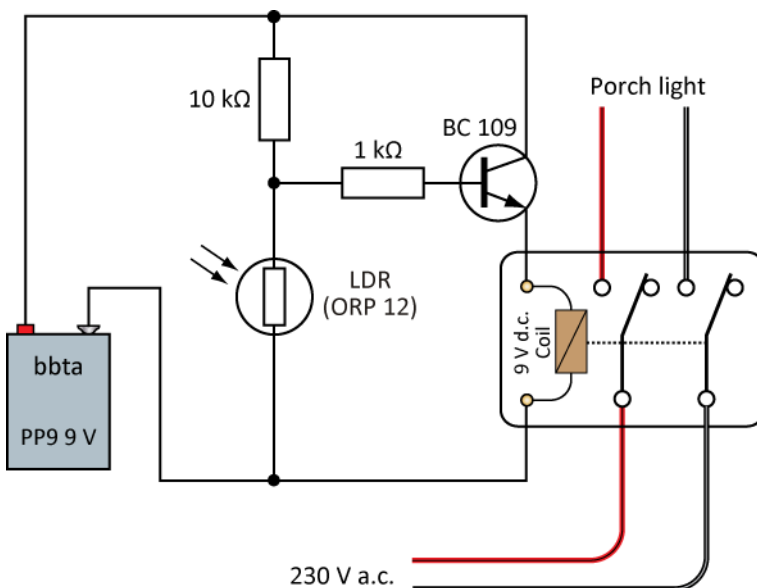 Porch light
10 kΩ
BC 109
1 kΩ
LDR
(ORP 12)
9 V d.c.
Coil
bbta
PP9 9 V
230 V a.c.